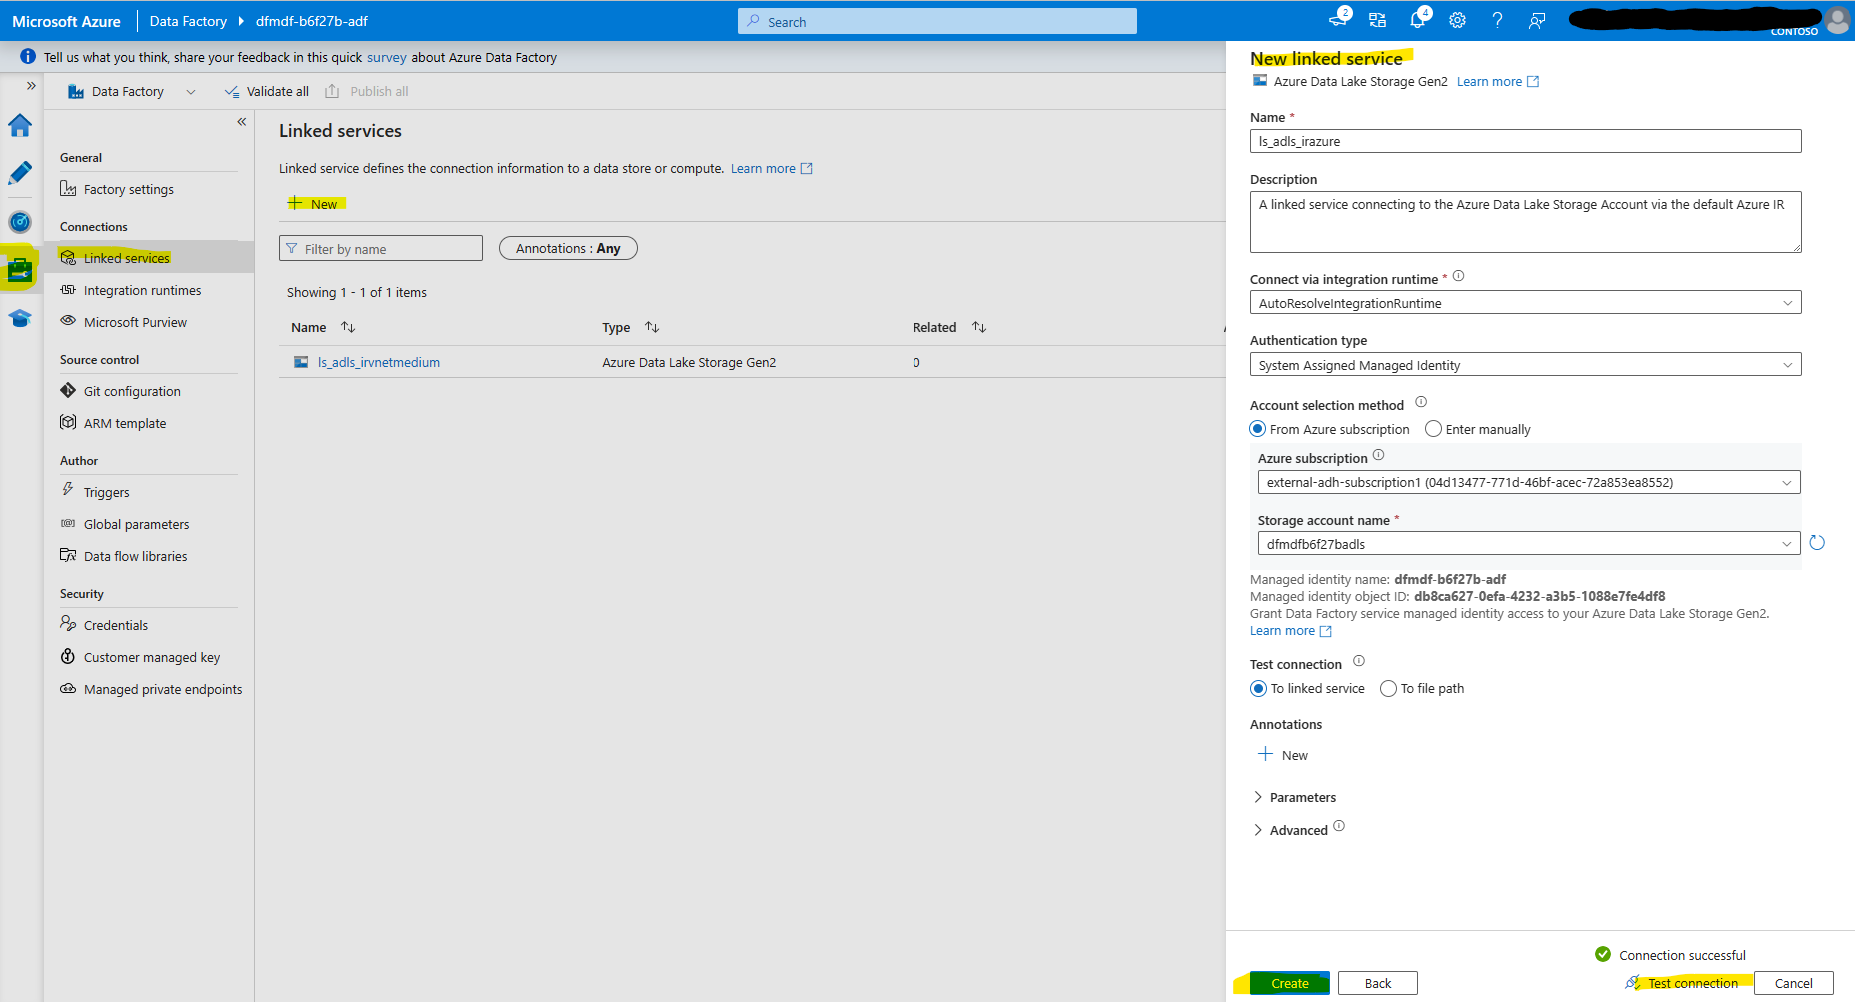 Microsoft Azure
Data Factory
dfmdf-b6f27b-adf
Search
2
4
CONTOSO
Tell us what you think, share your feedback in this quick survey about Azure Data Factory
Data Factory
Validate all
Publish all
General
Factory settings
Connections
Linked services
Integration runtimes
Microsoft Purview
Source control
Git configuration
ARM template
Author
Triggers
Global parameters
Data flow libraries
Security
Credentials
Customer managed key
Managed private endpoints
Linked services
Linked service defines the connection information to a data store or compute. Learn more
New
Filter by name
Annotations : Any
Showing 1 - 1 of 1 items
Name
Type
Related
ls_adls_irvnetmedium
Azure Data Lake Storage Gen2
0
New linked service
Azure Data Lake Storage Gen2 Learn more
Name *
ls_adls_irazure
Description
A linked service connecting to the Azure Data Lake Storage Account via the default Azure IR
Connect via integration runtime *
AutoResolveIntegrationRuntime
Authentication type
System Assigned Managed Identity
Account selection method
From Azure subscription
Enter manually
Azure subscription
external-adh-subscription1 (04d13477-771d-46bf-acec-72a853ea8552)
Storage account name *
dfmdfb6f27badls
Managed identity name: dfmdf-b6f27b-adf
Managed identity object ID: db8ca627-0efa-4232-a3b5-1088e7fe4df8
Grant Data Factory service managed identity access to your Azure Data Lake Storage Gen2.
Learn more
Test connection
To linked service
To file path
Annotations
New
Parameters
Advanced
Connection successful
Create
Back
Test connection
Cancel